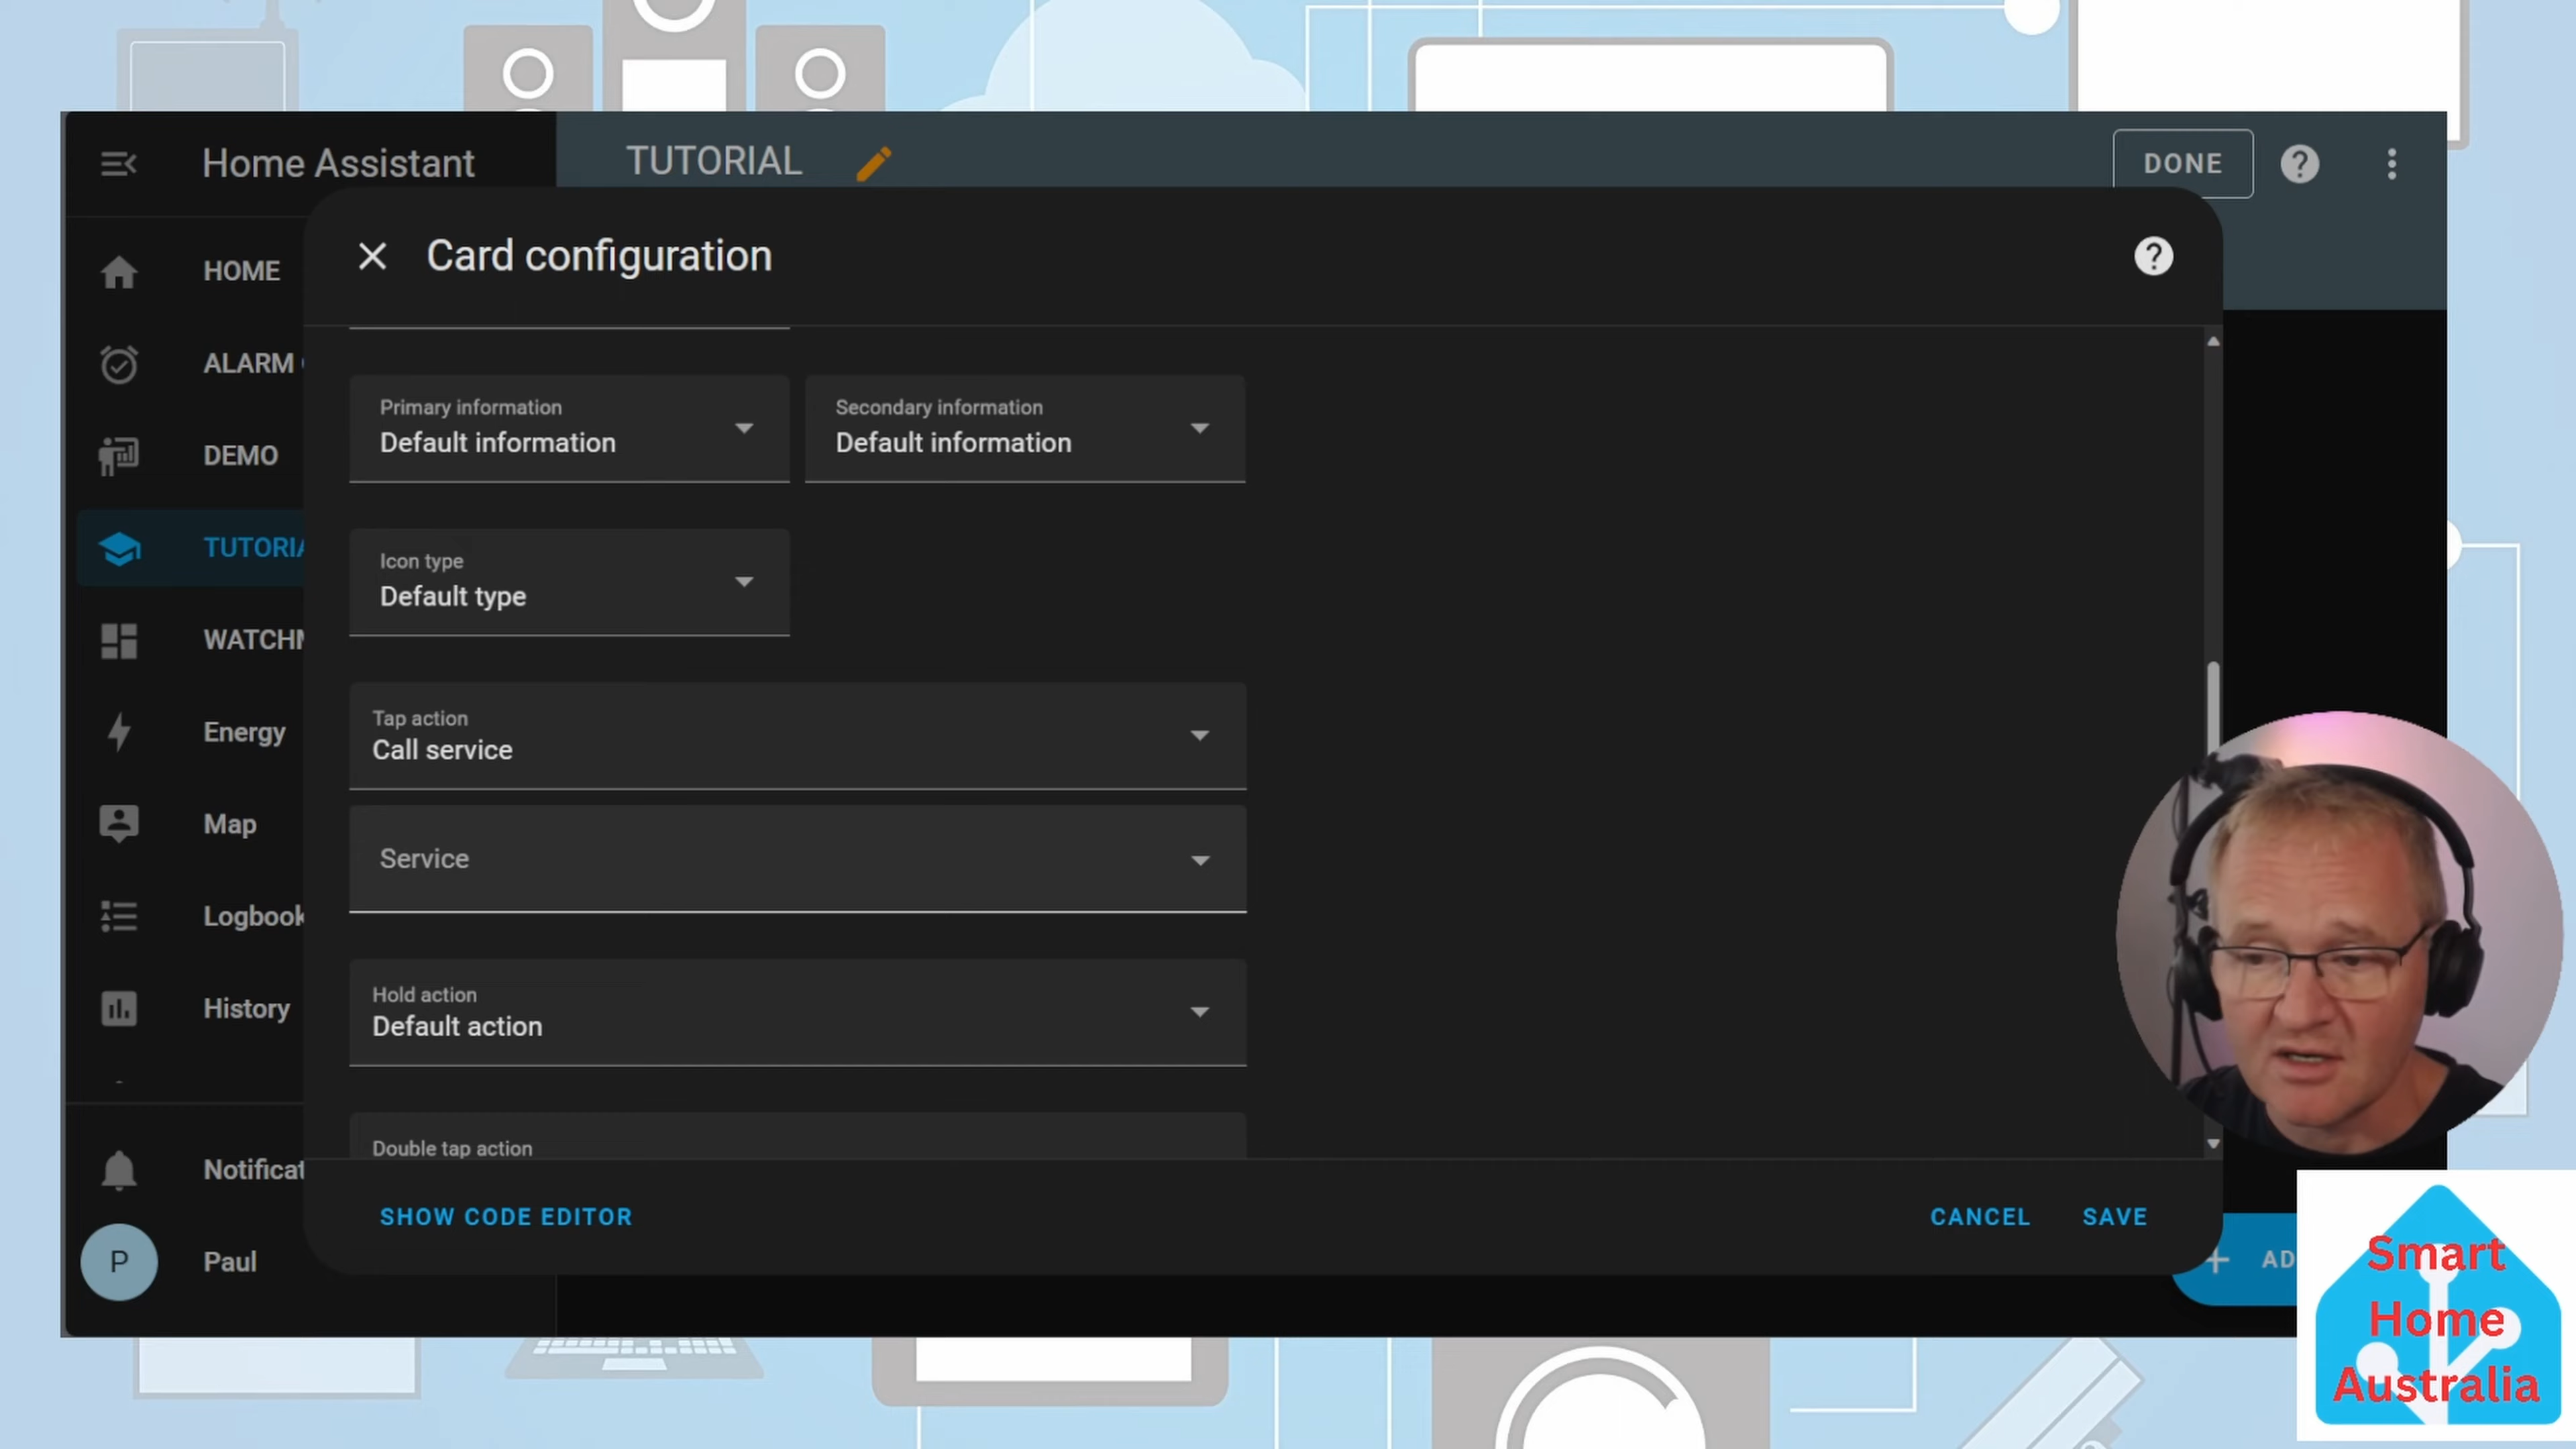 Home Assistant
TUTORIAL
DONE
Card configuration
HOME
ALARM
DEMO
TUTORIA
WATCHM
Energy
Map
Logbook
History
Notificat
P
Paul
Primary information
Default information
Secondary information
Default information
Icon type
Default type
Tap action
Call service
Service
Hold action
Default action
Double tap action
SHOW CODE EDITOR
CANCEL
SAVE
+ AD
Smart
Home
Australia